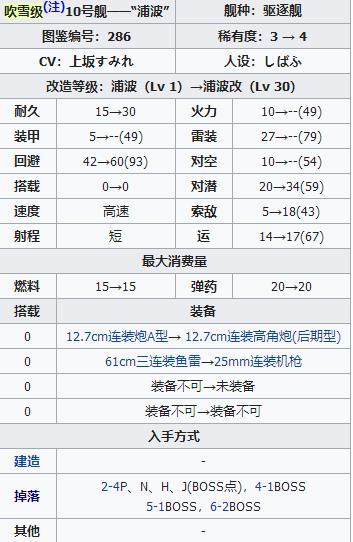 吹雪级(注)10号舰——“浦波” 舰种：驱逐舰
图鉴编号：286 稀有度：3 → 4
CV：上坂すみれ 人设：しばふ
改造等级：浦波（Lv 1）→浦波改（Lv 30）
耐久 15→30 火力 10→--(49)
装甲 5→--(49) 雷装 27→--(79)
回避 42→60(93) 对空 10→--(54)
搭载 0→0 对潜 20→34(59)
速度 高速 索敌 5→18(43)
射程 短 运 14→17(67)
最大消费量
燃料 15→15 弹药 20→20
搭载 装备
0 12.7cm连装炮A型→ 12.7cm连装高角炮(后期型)
0 61cm三连装鱼雷→25mm连装机枪
0 装备不可→未装备
0 装备不可→装备不可
入手方式
建造 -
掉落 2-4P、N、H、J(BOSS点)，4-1BOSS
5-1BOSS，6-2BOSS
其他 -